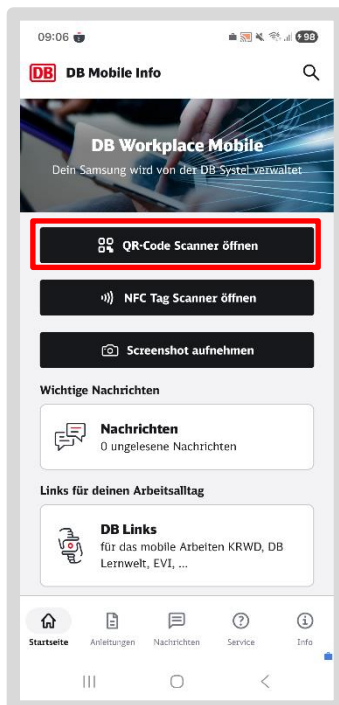 09:06
98
DB DB Mobile Info
DB Workplace Mobile
Dein Samsung wird von der DB Systel verwaltet
QR-Code Scanner öffnen
NFC Tag Scanner öffnen
Screenshot aufnehmen
Wichtige Nachrichten
Nachrichten
0 ungelesene Nachrichten
Links für deinen Arbeitsalltag
DB Links
für das mobile Arbeiten KRWD, DB
Lernwelt, EVI, ...
Startseite Anleitungen Nachrichten Service Info